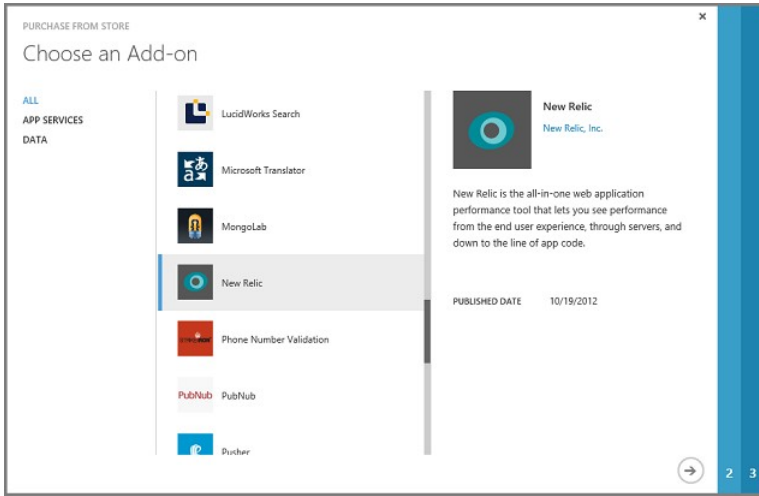 PURCHASE FROM STORE
Choose an Add-on
ALL
APP SERVICES
DATA
LucidWorks Search
Microsoft Translator
MongoLab
New Relic
Phone Number Validation
PubNub PubNub
Pusher
New Relic
New Relic, Inc.
New Relic is the all-in-one web application
performance tool that lets you see performance
from the end user experience, through servers, and
down to the line of app code.
PUBLISHED DATE 10/19/2012
2 3